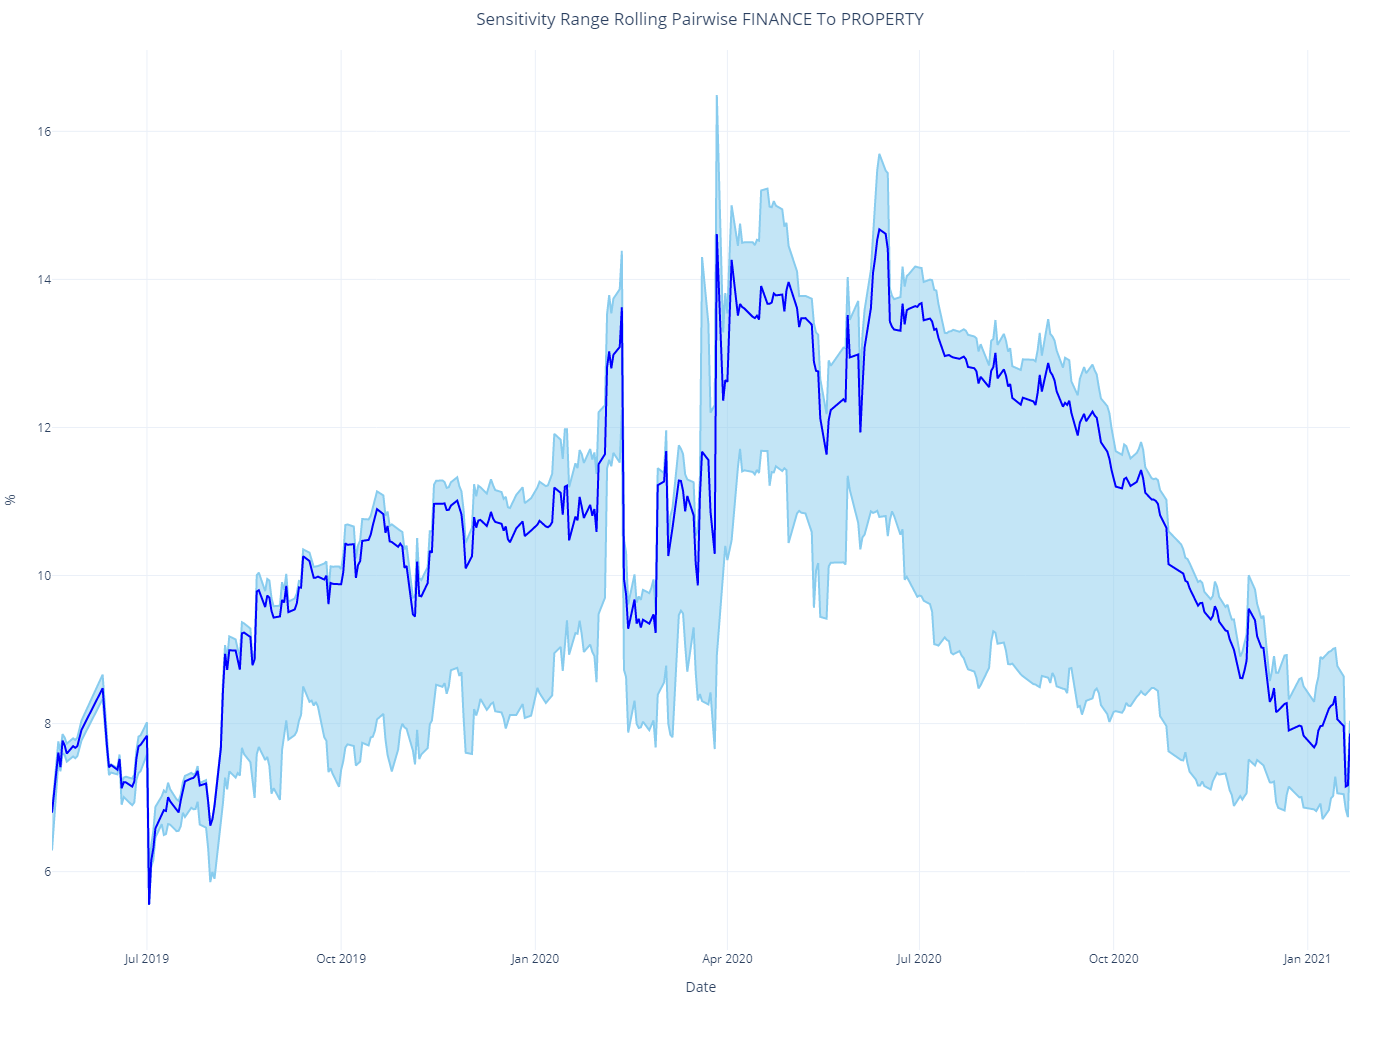 Sensitivity Range Rolling Pairwise FINANCE To PROPERTY
16
14
12
10
8
6
%
Jul 2019
Oct 2019
Jan 2020
Apr 2020
Jul 2020
Oct 2020
Jan 2021
Date